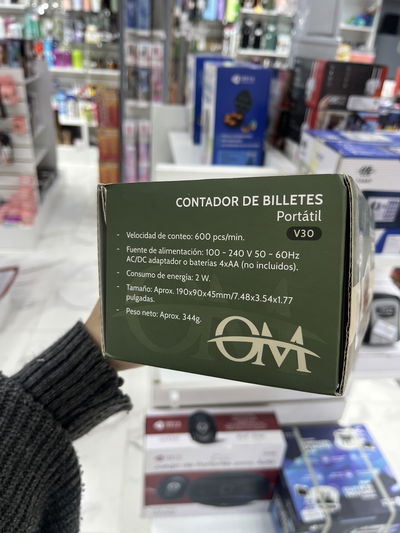 CONTADOR DE BILLETES
Portátil
V30
- Velocidad de conteo: 600 pcs/min.
- Fuente de alimentación: 100 - 240 V 50 - 60Hz
AC/DC adaptador o baterías 4xAA (no incluidos).
- Consumo de energía: 2 W.
- Tamaño: Aprox. 190x90x45mm/7.48x3.54x1.77
pulgadas.
- Peso neto: Aprox. 344g.
OM